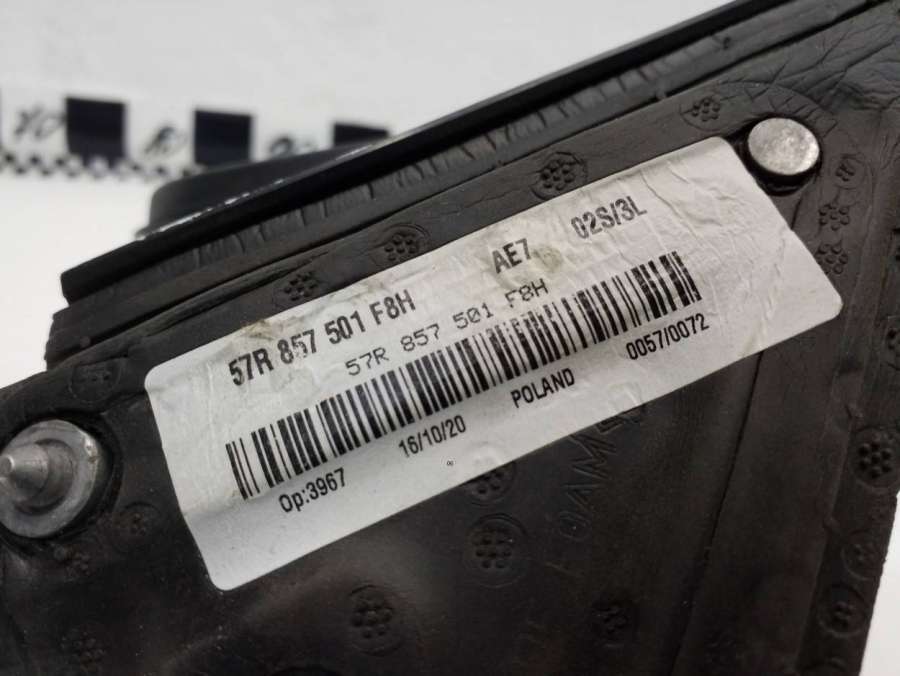 AE7 02S/3L
57R 857 501 F8H
57R 857 501 F8H
0057/0072
POLAND
16/10/20
Op:3967